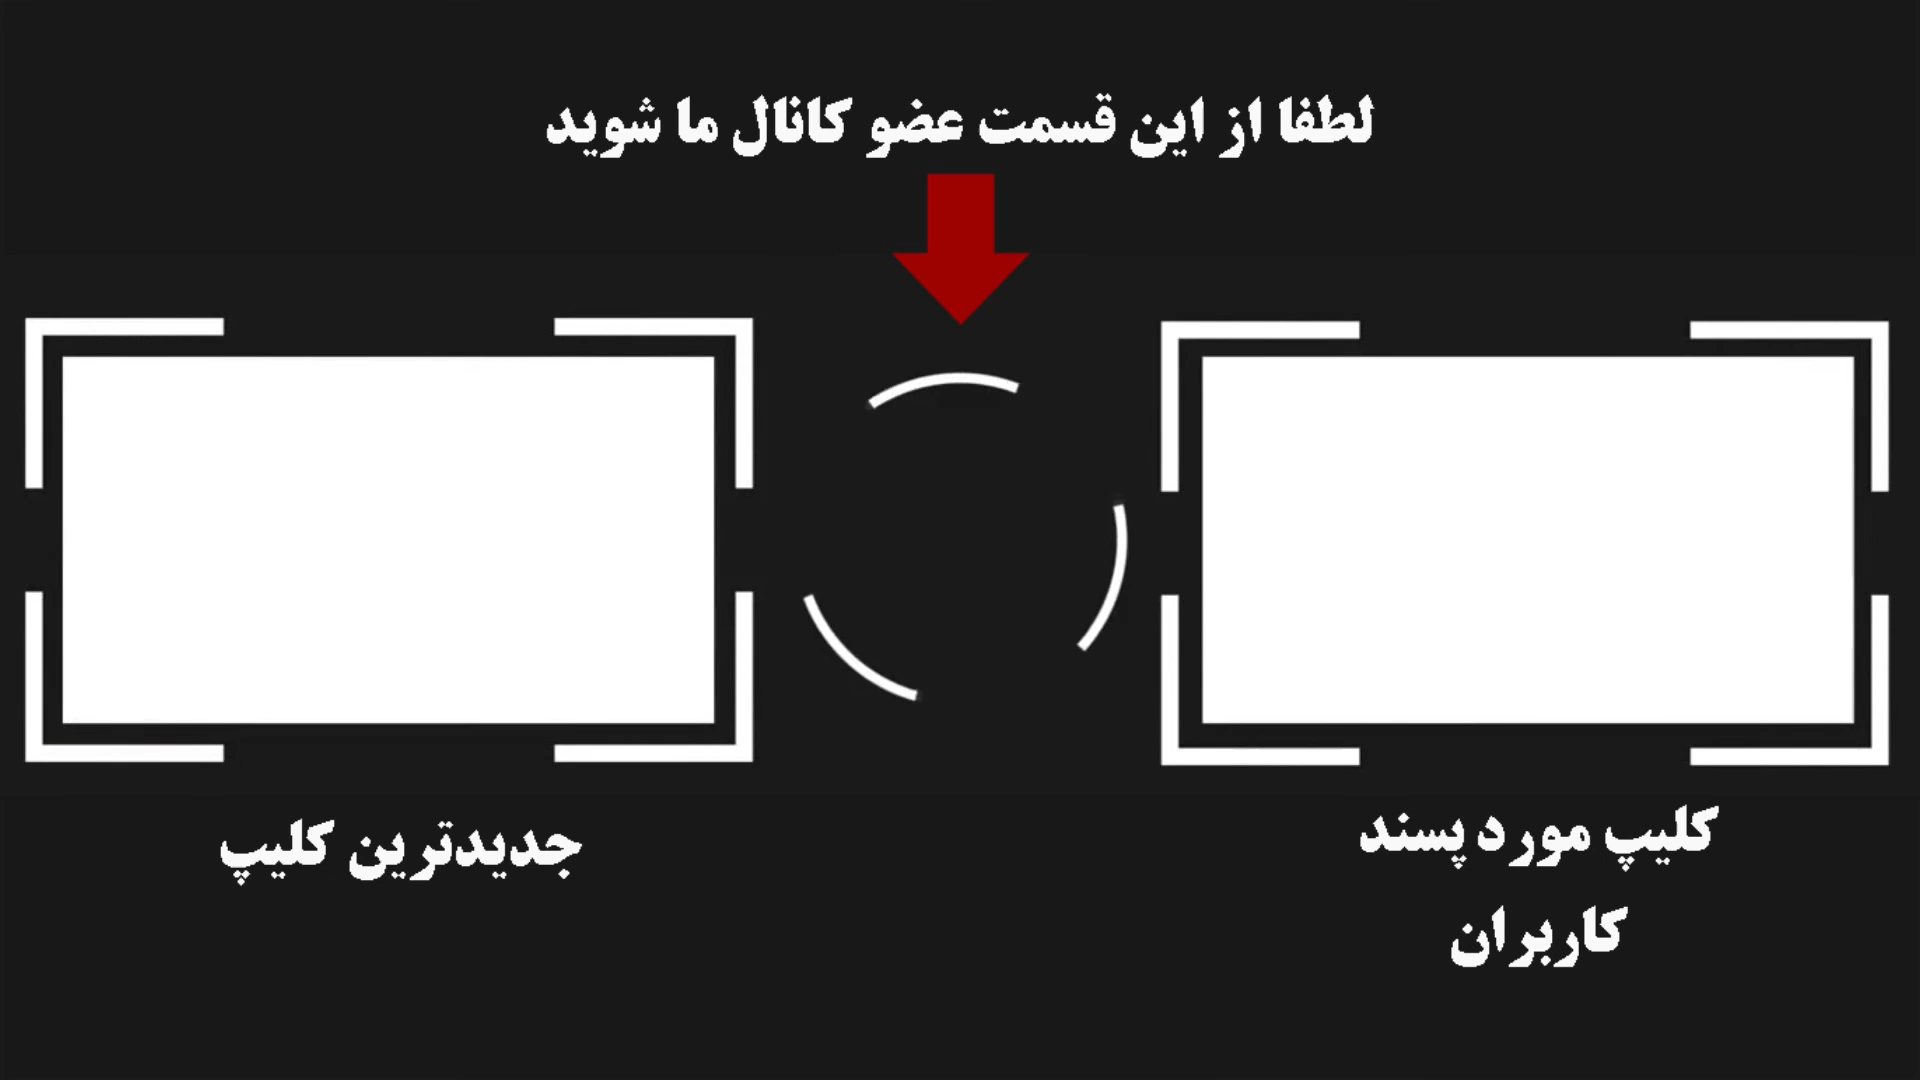 لطفا از این قسمت عضو کانال ما شوید
کلیپ مورد پسند
کاربران
جدیدترین کلیپ